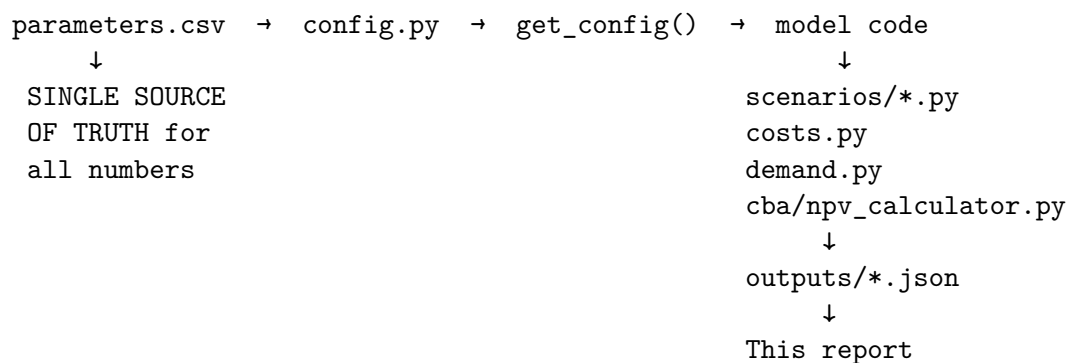 parameters.csv → config.py → get_config() → model code
↓ ↓
SINGLE SOURCE scenarios/*.py
OF TRUTH for costs.py
all numbers demand.py
cba/npv_calculator.py
↓
outputs/*.json
↓
This report